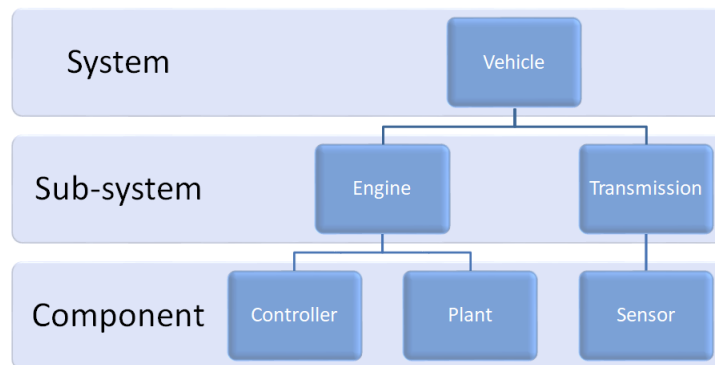 System
Vehicle
Sub-system
Engine
Transmission
Component
Controller
Plant
Sensor